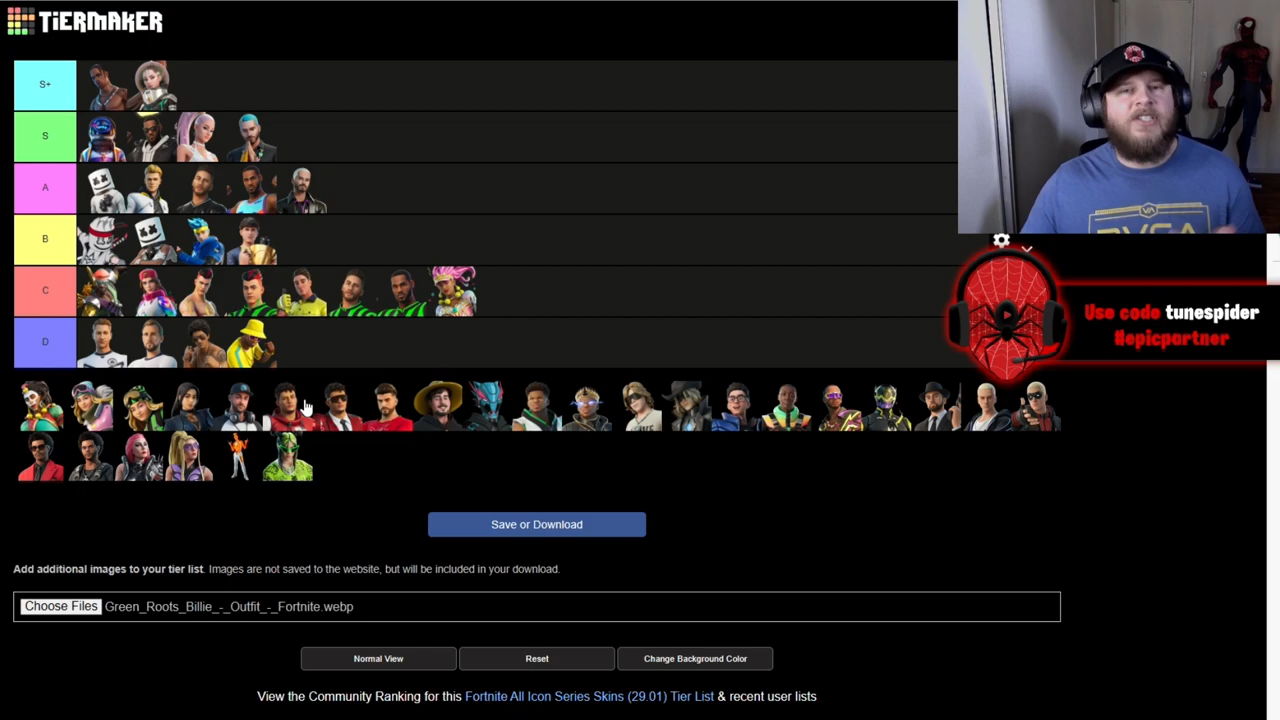 TIERMAKER
S+
S
A
B
C
D
Use code tunespider
#epicpartner
Save or Download
Add additional images to your tier list. Images are not saved to the website, but will be included in your download.
Choose Files Green_Roots_Billie_-_Outfit_-_Fortnite.webp
Normal View
Reset
Change Background Color
View the Community Ranking for this Fortnite All Icon Series Skins (29.01) Tier List & recent user lists